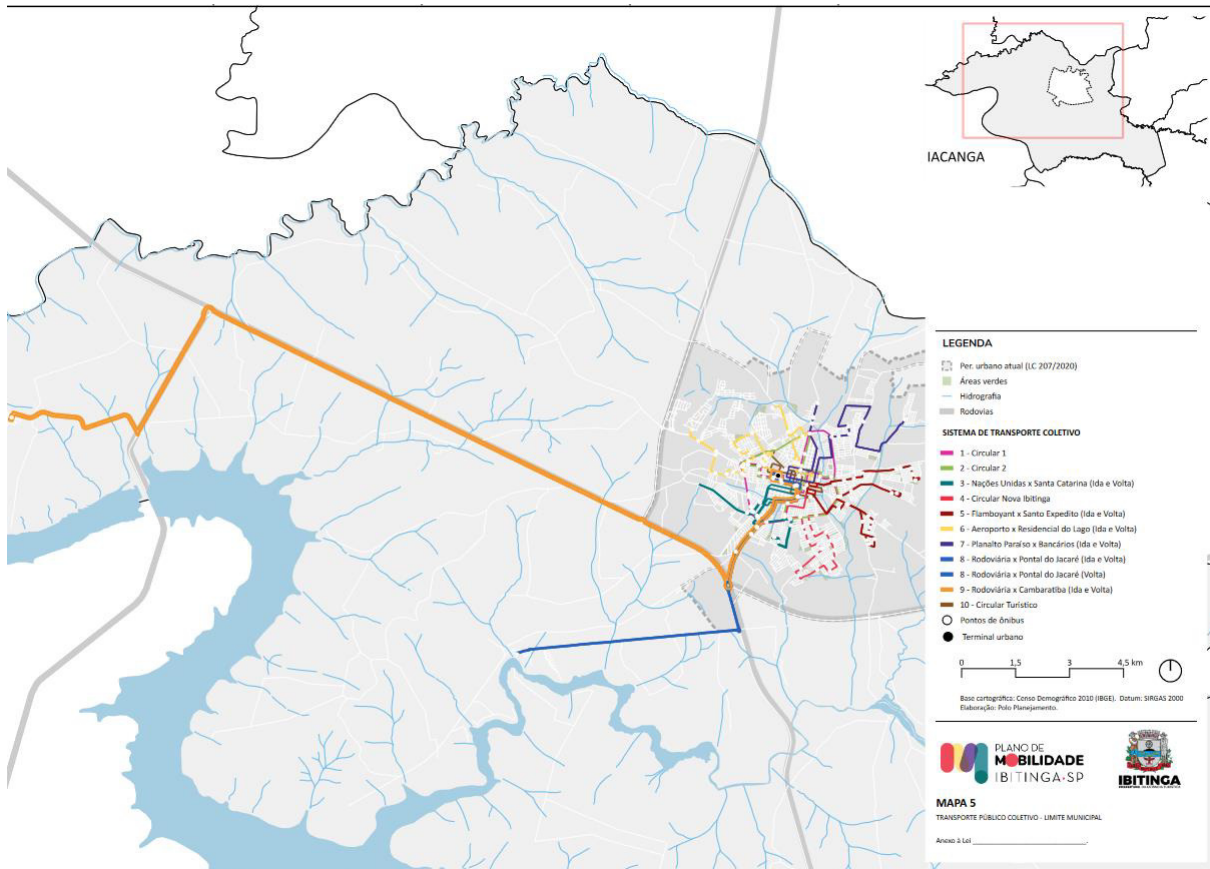 IACANGA
LEGENDA
Per. urbano atual (LC 207/2020)
Áreas verdes
Hidrografia
Rodovias
SISTEMA DE TRANSPORTE COLETIVO
1 - Circular 1
2 - Circular 2
3 - Nações Unidas x Santa Catarina (Ida e Volta)
4 - Circular Nova Ibitinga
5 - Flamboyant x Santo Expedito (Ida e Volta)
6 - Aeroporto x Residencial do Lago (Ida e Volta)
7 - Planalto Paraíso x Bancários (Ida e Volta)
8 - Rodoviária x Pontal do Jacaré (Ida e Volta)
8 - Rodoviária x Pontal do Jacaré (Volta)
9 - Rodoviária x Cambaratiba (Ida e Volta)
10 - Circular Turístico
Pontos de ônibus
Terminal urbano
0 1,5 3 4,5 km
Base cartográfica: Censo Demográfico 2010 (IBGE). Datum: SIRGAS 2000
Elaboração: Polo Planejamento.
PLANO DE
MOBILIDADE
IBITINGA-SP
IBITINGA
MAPA 5
TRANSPORTE PÚBLICO COLETIVO - LIMITE MUNICIPAL
Anexo à Lei ______________________________.